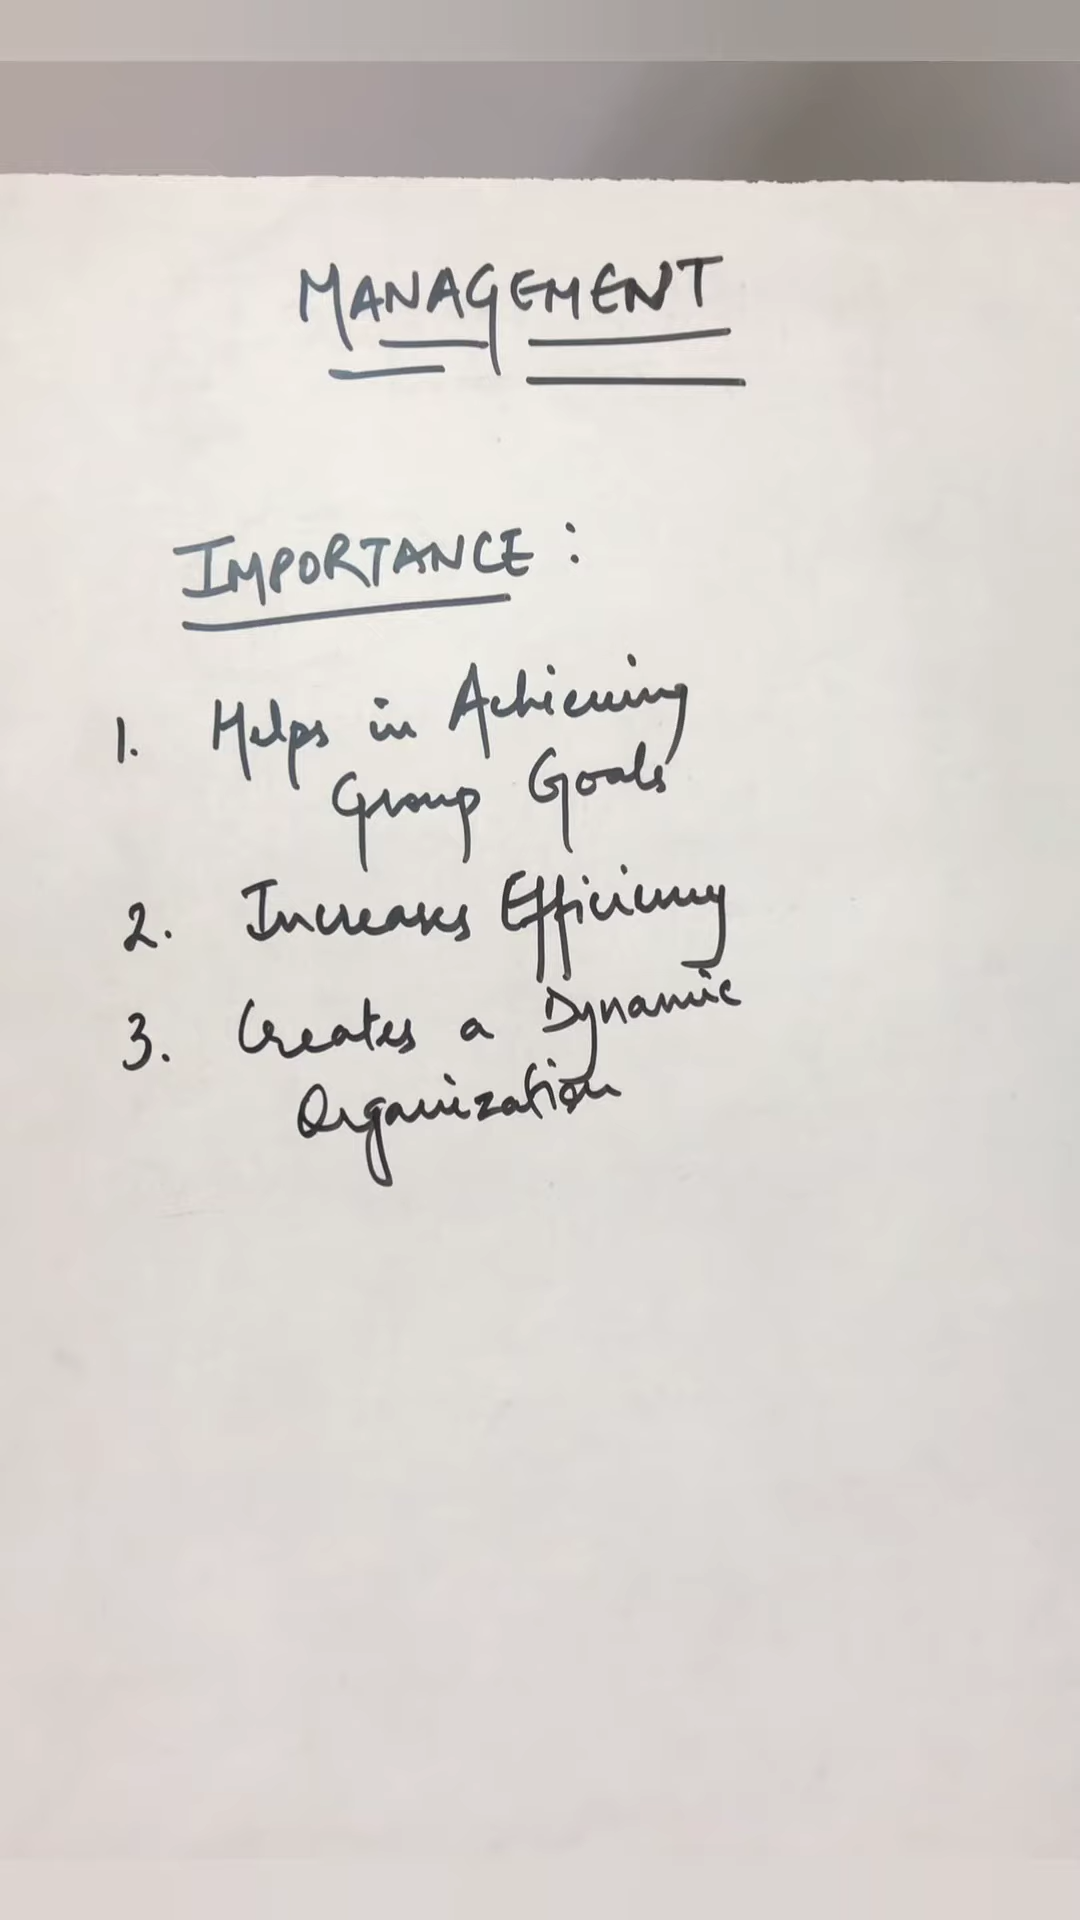 MANAGEMENT
IMPORTANCE :
1. Helps in Achieving
Group Goals
2. Increases Efficiency
3. Creates a Dynamic
Organization